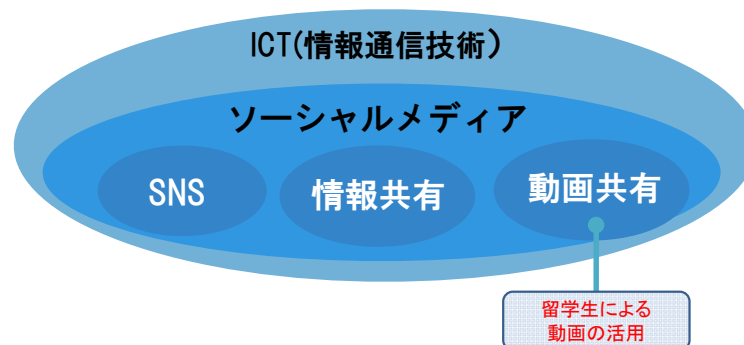 ICT(情報通信技術）
ソーシャルメディア
SNS
情報共有
動画共有
留学生による
動画の活用